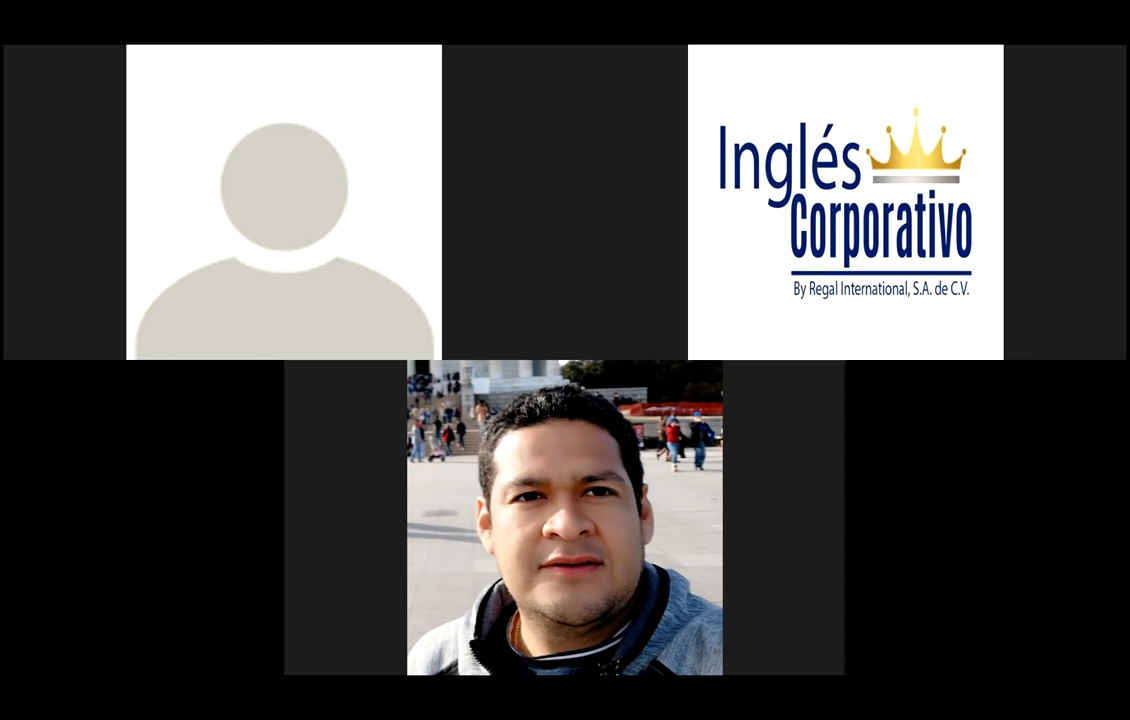 Inglés
Corporativo
By Regal International, S.A. de C.V.